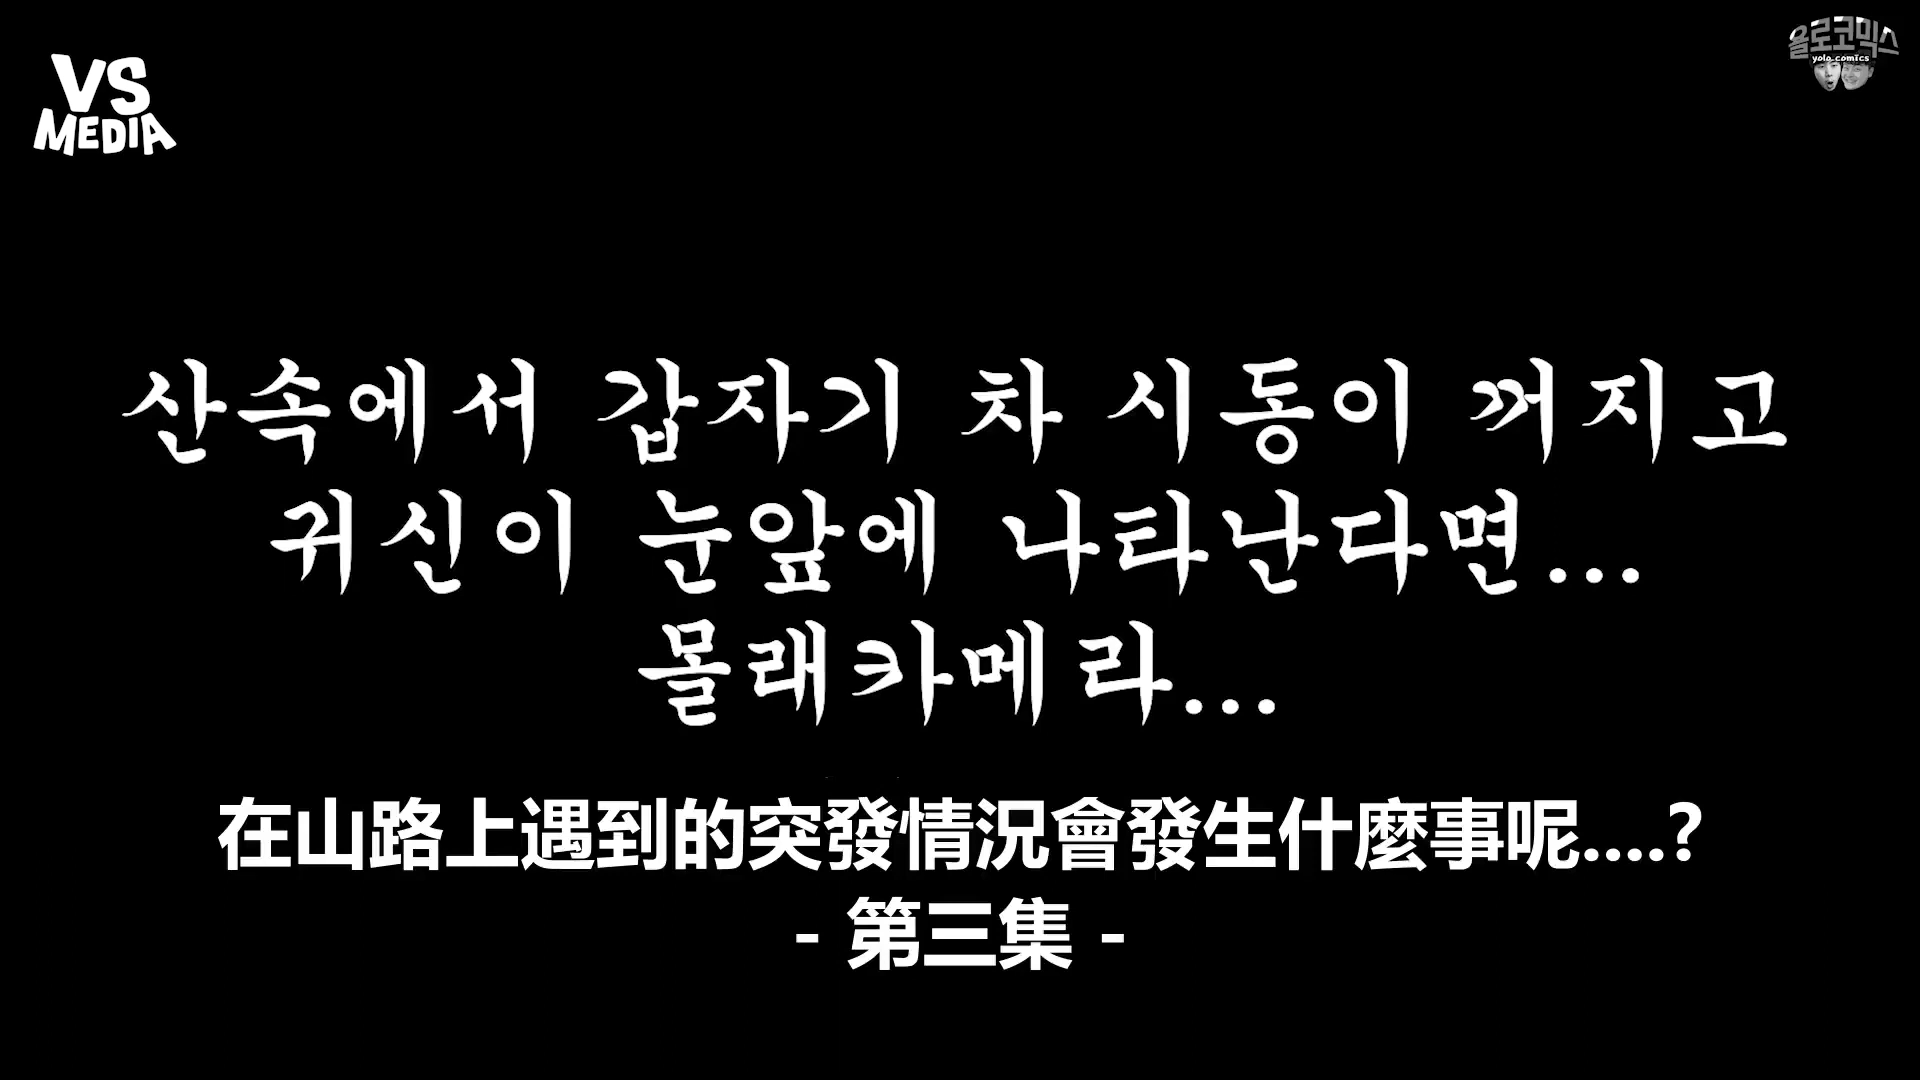 VS
MEDIA
욜로코믹스
yolo.comics
산속에서 갑자기 차 시동이 꺼지고
귀신이 눈앞에 나타난다면...
몰래카메라...
在山路上遇到的突發情況會發生什麼事呢....?
- 第三集 -